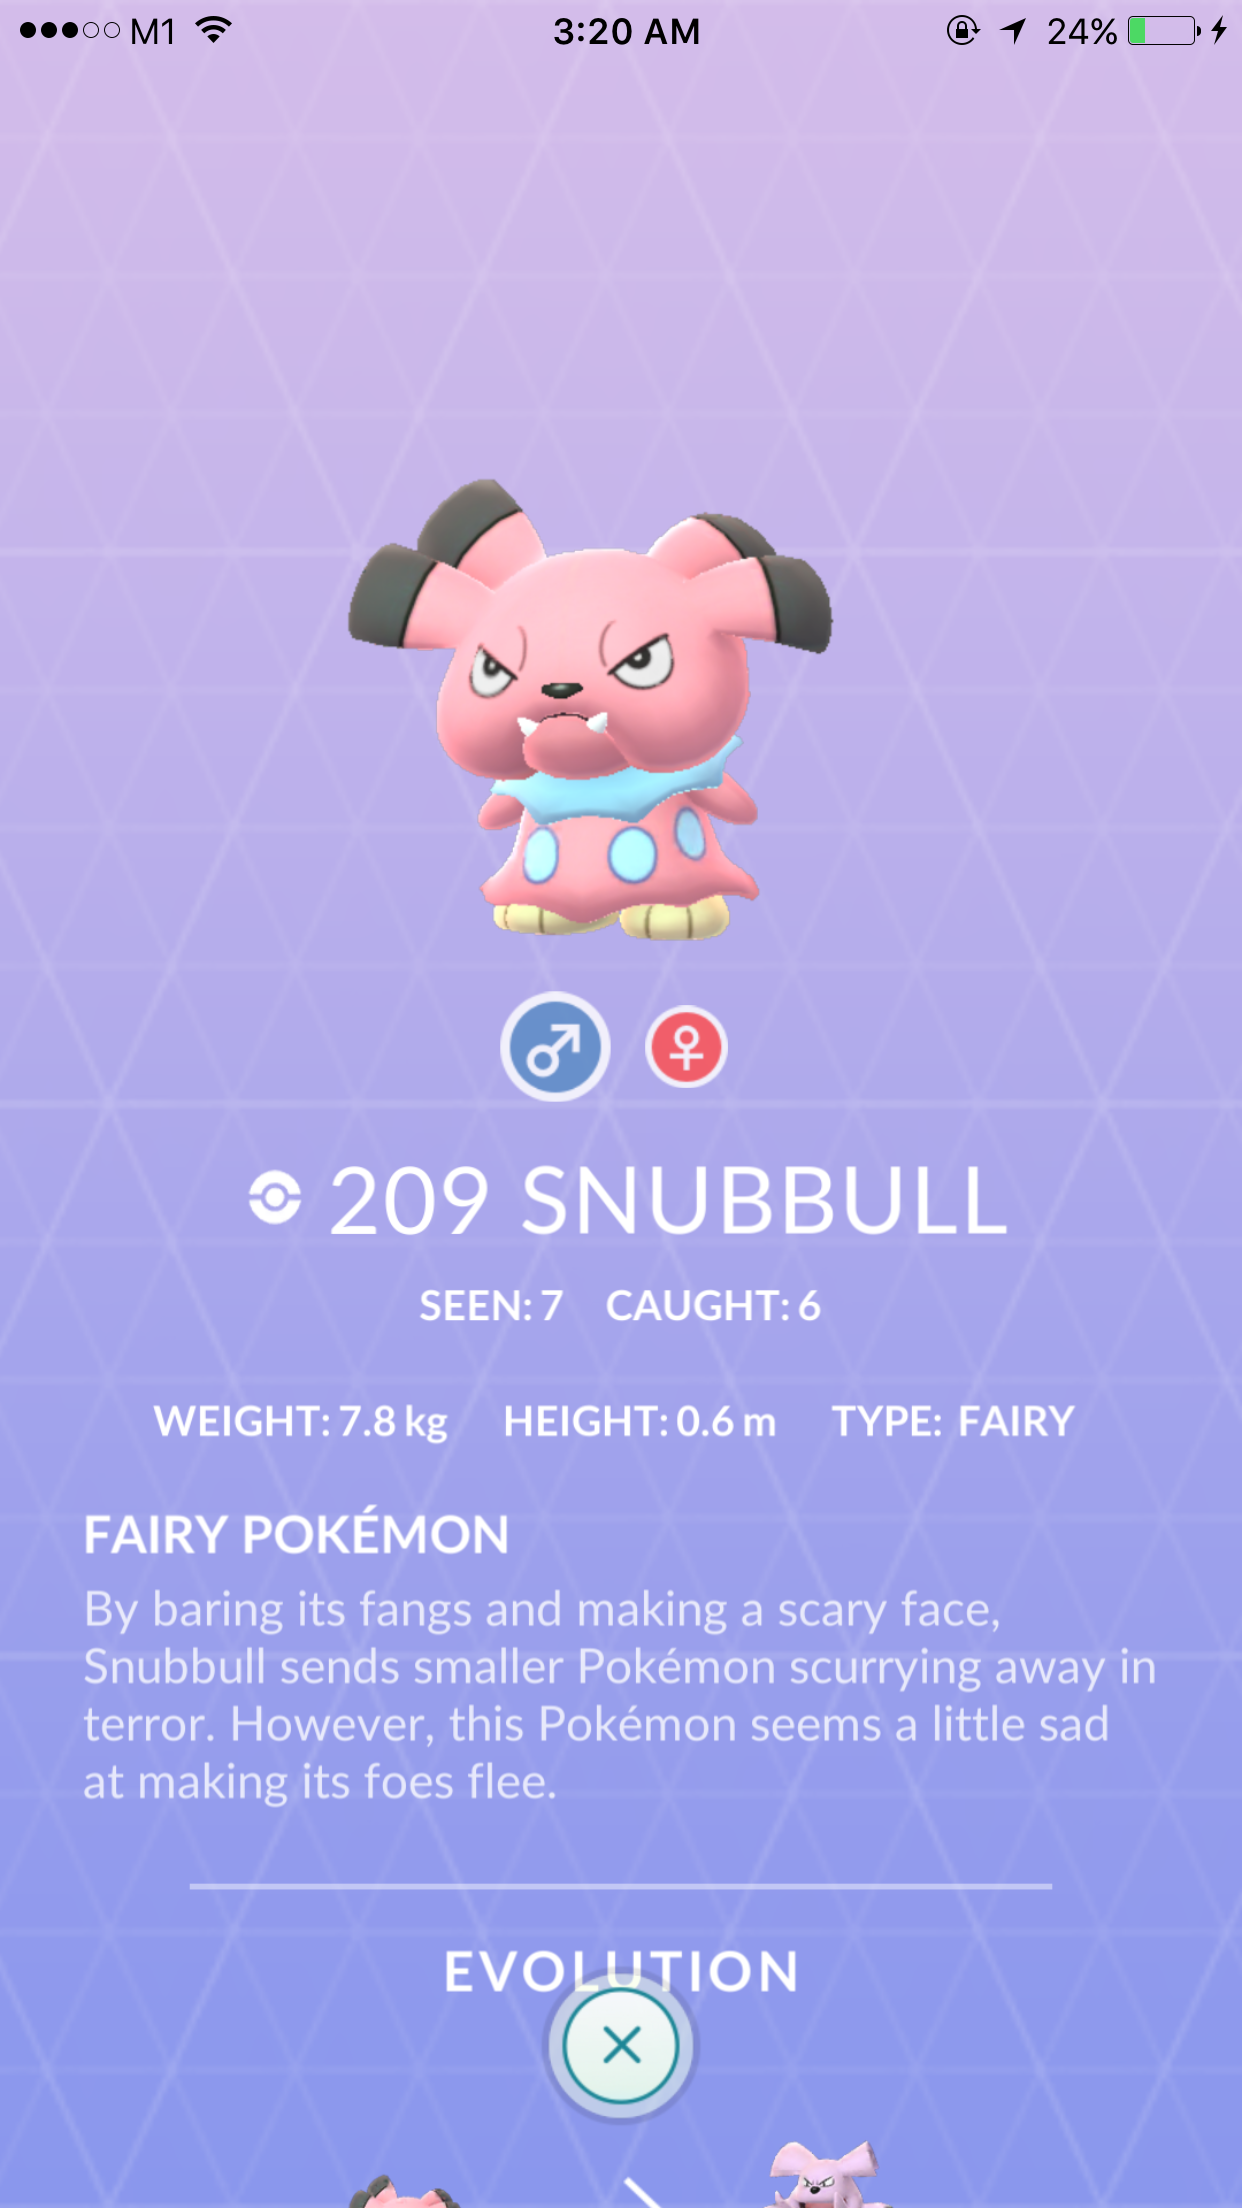 M1 3:20 AM 24%
209 SNUBBULL
SEEN: 7 CAUGHT: 6
WEIGHT: 7.8 kg HEIGHT: 0.6 m TYPE: FAIRY
FAIRY POKÉMON
By baring its fangs and making a scary face,
Snubbull sends smaller Pokémon scurrying away in
terror. However, this Pokémon seems a little sad
at making its foes flee.
EVOLUTION